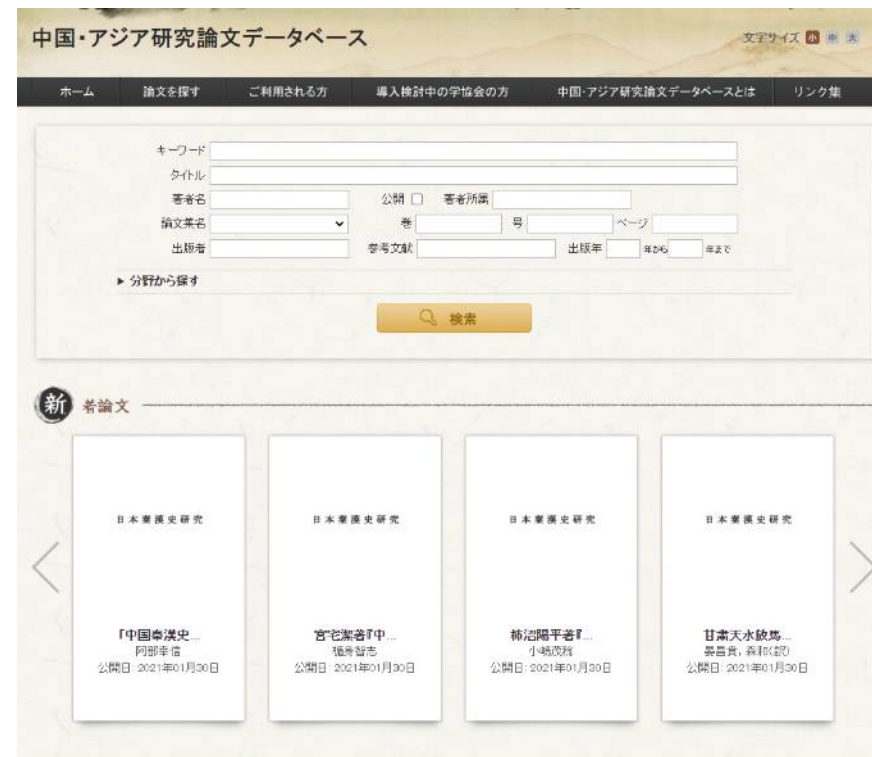 中国・アジア研究論文データベース
文字サイズ 小 中 大
ホーム 論文を探す ご利用される方 導入検討中の学協会の方 中国・アジア研究論文データベースとは リンク集
キーワード
タイトル
著者名 公開 著者所属
論文集名 巻 号 ページ
出版者 参考文献 出版年 年から 年まで
▶ 分野から探す
検索
新 着論文
日本秦漢史研究 日本秦漢史研究 日本秦漢史研究 日本秦漢史研究
「中国秦漢史... 宮宅潔著『中... 柿沼陽平著『... 甘粛天水放馬...
阿部幸信 智志 小嶋茂稔 晏昌貴, 森和(訳)
公開日: 2021年01月30日 公開日: 2021年01月30日 公開日: 2021年01月30日 公開日: 2021年01月30日